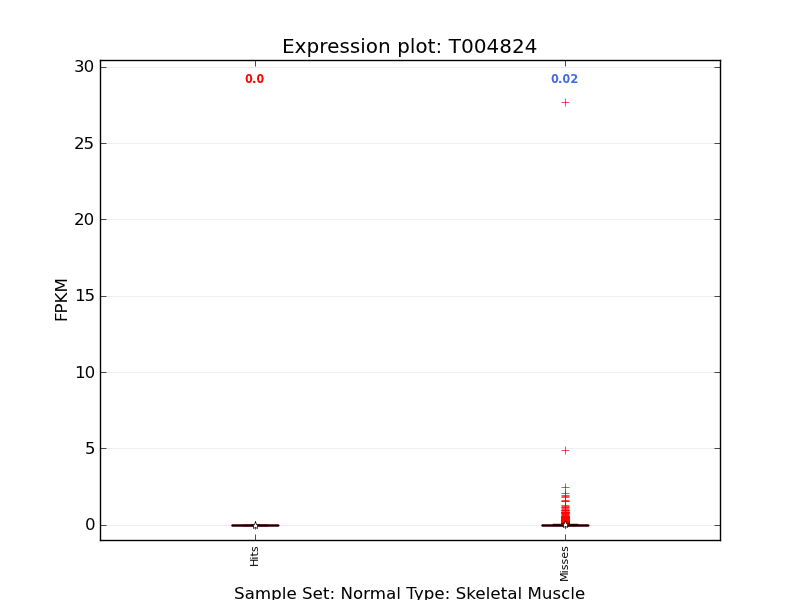 Expression plot: T004824
30
0.0
0.02
25
20
15
10
5
0
FPKM
Hits
Misses
Sample Set: Normal Type: Skeletal Muscle